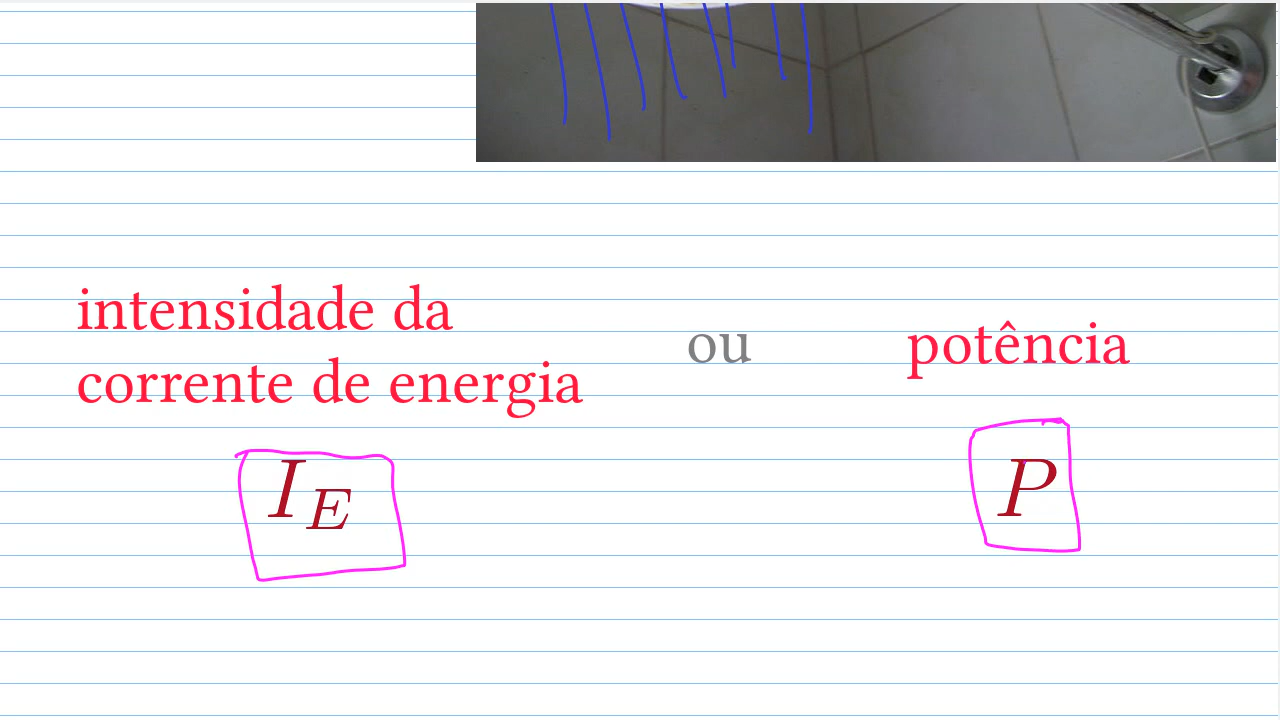 intensidade da
corrente de energia
ou
potência
I_E
P